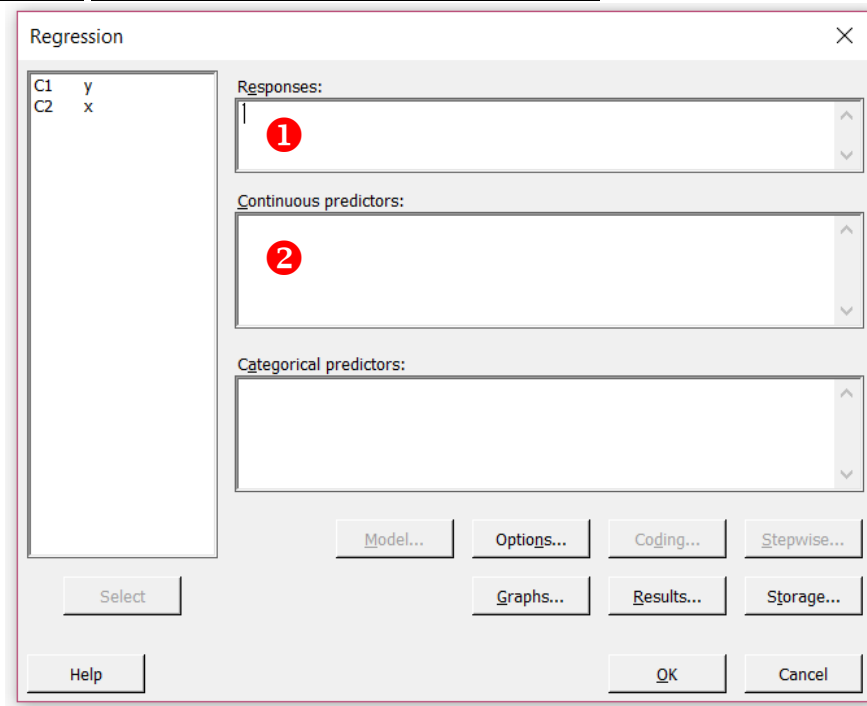 Regression
C1 y
C2 x
Responses:
1
Continuous predictors:
2
Categorical predictors:
Model... Options... Coding... Stepwise...
Select Graphs... Results... Storage...
Help OK Cancel